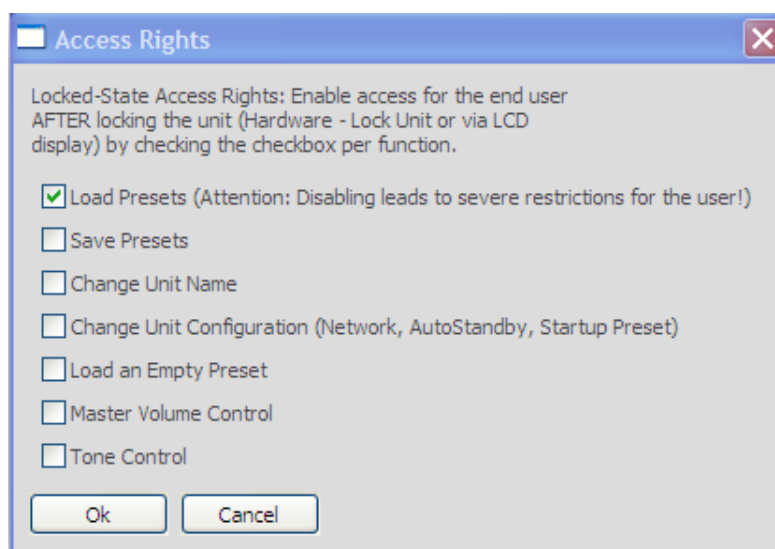 Access Rights
Locked-State Access Rights: Enable access for the end user
AFTER locking the unit (Hardware - Lock Unit or via LCD
display) by checking the checkbox per function.
Load Presets (Attention: Disabling leads to severe restrictions for the user!)
Save Presets
Change Unit Name
Change Unit Configuration (Network, AutoStandby, Startup Preset)
Load an Empty Preset
Master Volume Control
Tone Control
Ok Cancel